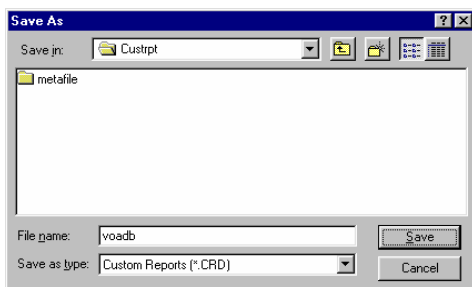 Save As
Save in: Custrpt
metafile
File name: voadb Save
Save as type: Custom Reports (*.CRD) Cancel